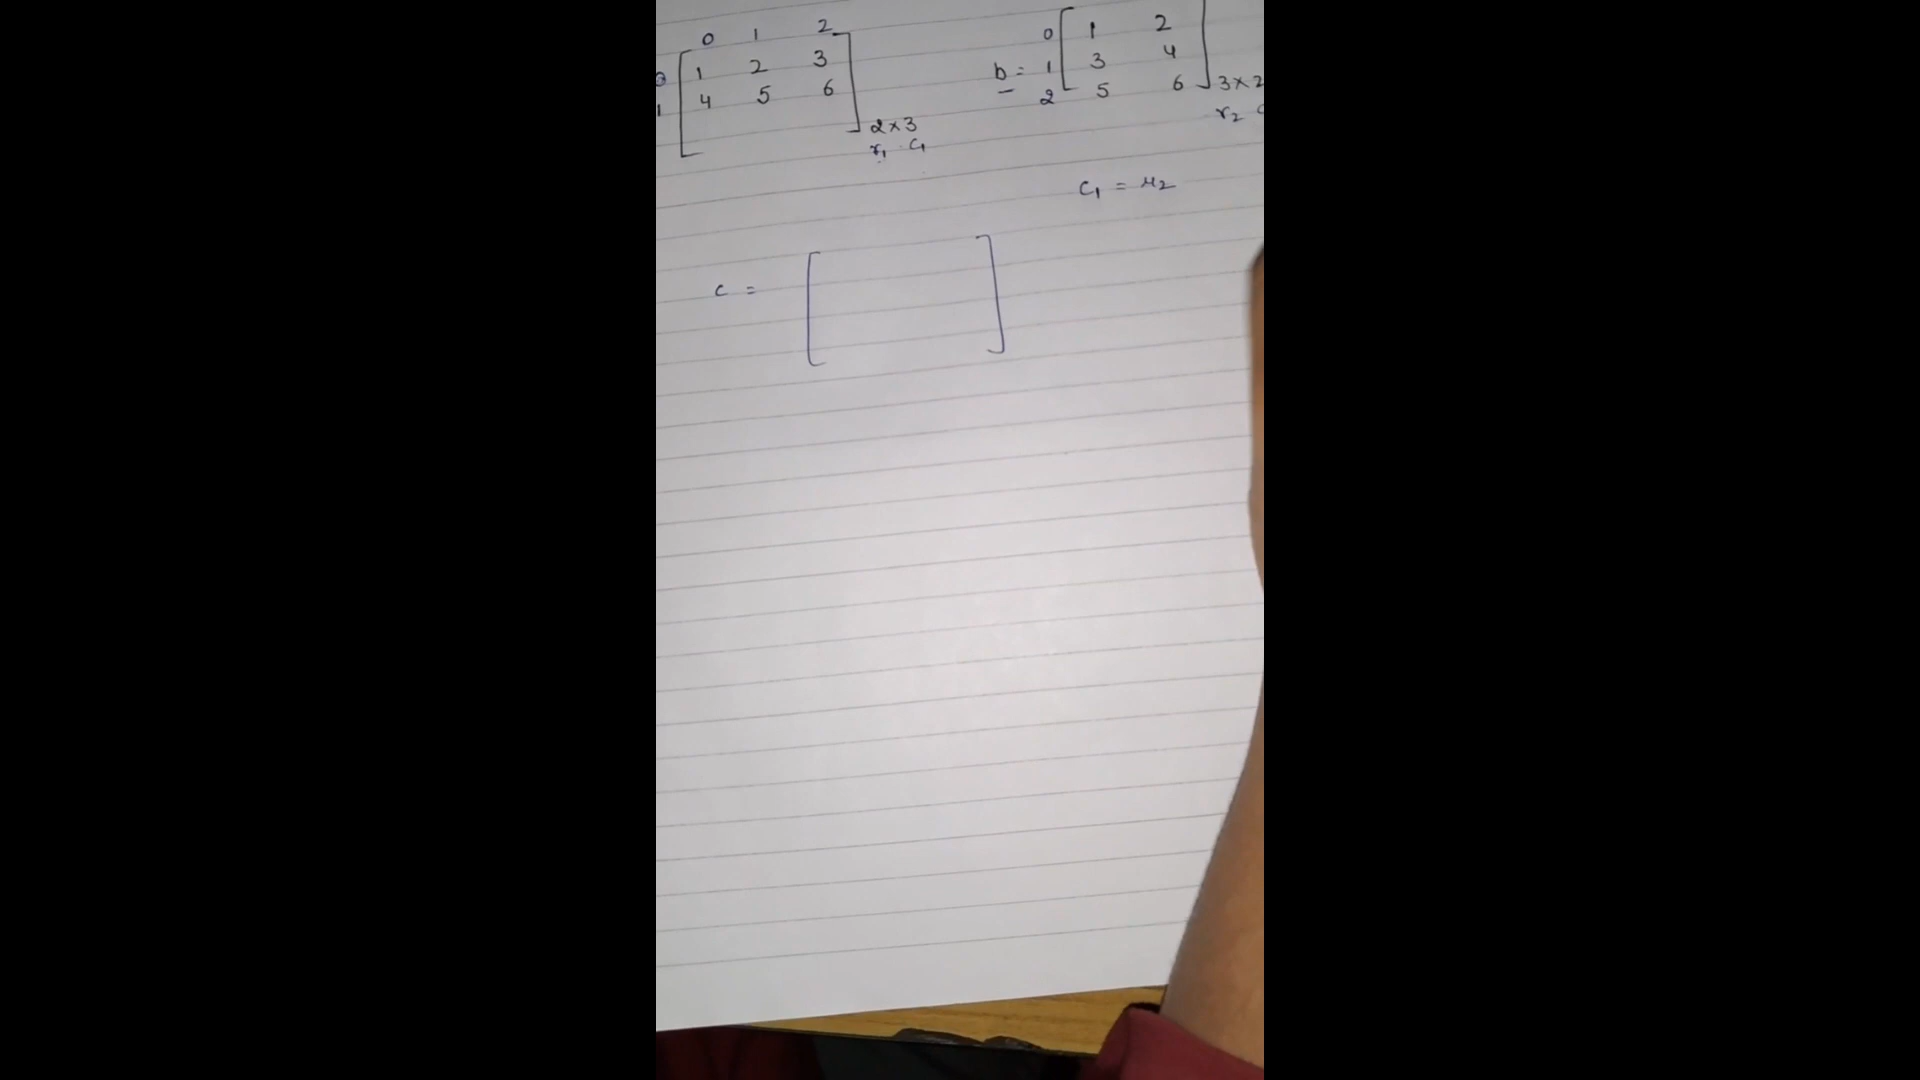 0 1 2
0 1 2 3
1 4 5 6
2×3
r₁ c₁
0 1 2
b = 1 3 4
2 5 6
3×2
r₂
c₁ = r₂
c =